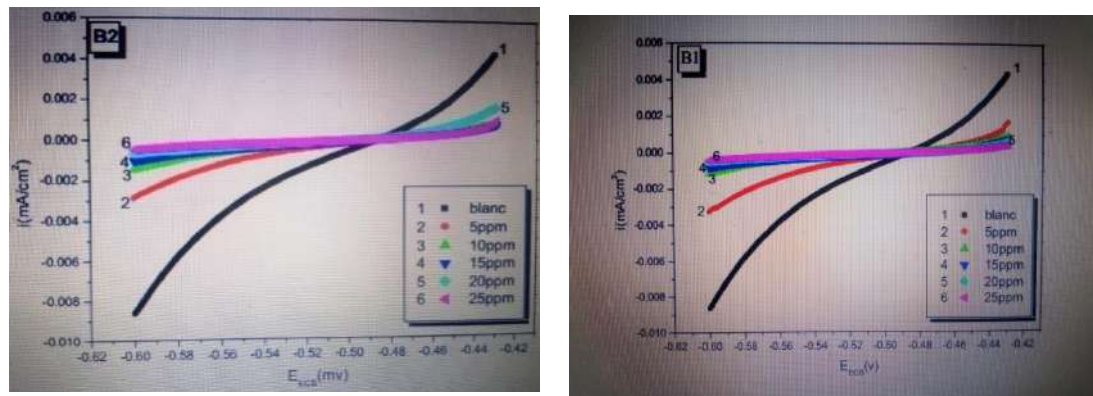 B2
0.006
0.004
0.002
0.000
-0.002
-0.004
-0.006
-0.008
-0.010
i(mA/cm²)
1
5
6
4
3
2
1 blanc
2 5ppm
3 10ppm
4 15ppm
5 20ppm
6 25ppm
-0.62 -0.60 -0.58 -0.56 -0.54 -0.52 -0.50 -0.48 -0.46 -0.44 -0.42
E_ECS(mv)
B1
0.006
0.004
0.002
0.000
-0.002
-0.004
-0.006
-0.008
-0.010
i(mA/cm²)
1
5
6
4
3
2
1 blanc
2 5ppm
3 10ppm
4 15ppm
5 20ppm
6 25ppm
-0.62 -0.60 -0.58 -0.56 -0.54 -0.52 -0.50 -0.48 -0.46 -0.44 -0.42
E_ECS(v)